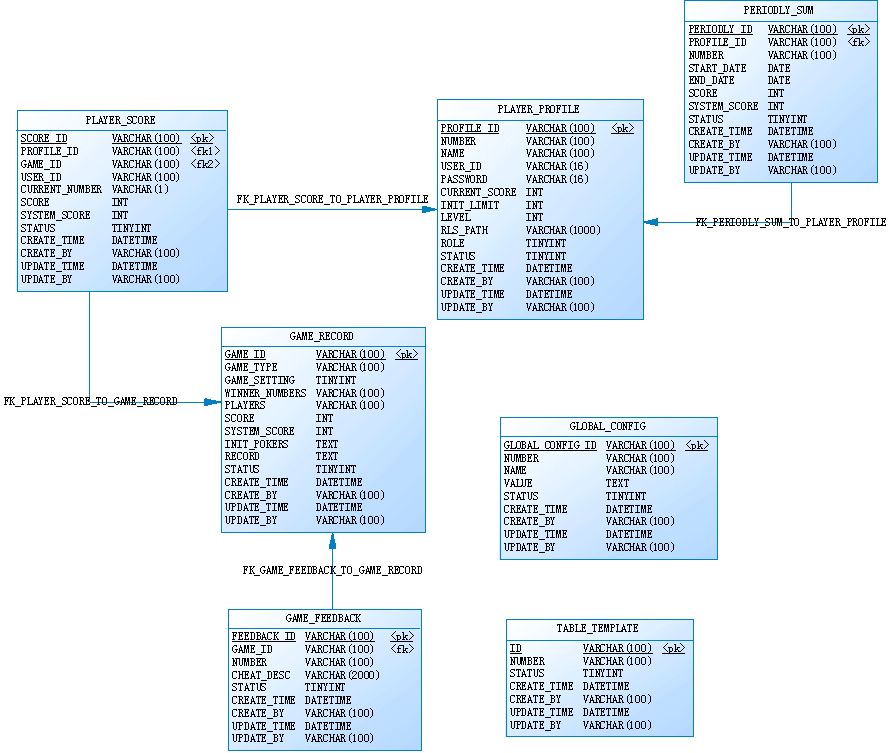 PERIODLY_SUM
PERIODLY_ID VARCHAR(100) <pk>
PROFILE_ID VARCHAR(100) <fk>
NUMBER VARCHAR(100)
START_DATE DATE
END_DATE DATE
SCORE INT
SYSTEM_SCORE INT
STATUS TINYINT
CREATE_TIME DATETIME
CREATE_BY VARCHAR(100)
UPDATE_TIME DATETIME
UPDATE_BY VARCHAR(100)
PLAYER_SCORE
SCORE_ID VARCHAR(100) <pk>
PROFILE_ID VARCHAR(100) <fk1>
GAME_ID VARCHAR(100) <fk2>
USER_ID VARCHAR(100)
CURRENT_NUMBER VARCHAR(1)
SCORE INT
SYSTEM_SCORE INT
STATUS TINYINT
CREATE_TIME DATETIME
CREATE_BY VARCHAR(100)
UPDATE_TIME DATETIME
UPDATE_BY VARCHAR(100)
FK_PLAYER_SCORE_TO_PLAYER_PROFILE
PLAYER_PROFILE
PROFILE_ID VARCHAR(100) <pk>
NUMBER VARCHAR(100)
NAME VARCHAR(100)
USER_ID VARCHAR(16)
PASSWORD VARCHAR(16)
CURRENT_SCORE INT
INIT_LIMIT INT
LEVEL INT
RLS_PATH VARCHAR(1000)
ROLE TINYINT
STATUS TINYINT
CREATE_TIME DATETIME
CREATE_BY VARCHAR(100)
UPDATE_TIME DATETIME
UPDATE_BY VARCHAR(100)
FK_PERIODLY_SUM_TO_PLAYER_PROFILE
FK_PLAYER_SCORE_TO_GAME_RECORD
GAME_RECORD
GAME_ID VARCHAR(100) <pk>
GAME_TYPE VARCHAR(100)
GAME_SETTING TINYINT
WINNER_NUMBERS VARCHAR(100)
PLAYERS VARCHAR(100)
SCORE INT
SYSTEM_SCORE INT
INIT_POKERS TEXT
RECORD TEXT
STATUS TINYINT
CREATE_TIME DATETIME
CREATE_BY VARCHAR(100)
UPDATE_TIME DATETIME
UPDATE_BY VARCHAR(100)
GLOBAL_CONFIG
GLOBAL_CONFIG_ID VARCHAR(100) <pk>
NUMBER VARCHAR(100)
NAME VARCHAR(100)
VALUE TEXT
STATUS TINYINT
CREATE_TIME DATETIME
CREATE_BY VARCHAR(100)
UPDATE_TIME DATETIME
UPDATE_BY VARCHAR(100)
FK_GAME_FEEDBACK_TO_GAME_RECORD
GAME_FEEDBACK
FEEDBACK_ID VARCHAR(100) <pk>
GAME_ID VARCHAR(100) <fk>
NUMBER VARCHAR(100)
CHEAT_DESC VARCHAR(2000)
STATUS TINYINT
CREATE_TIME DATETIME
CREATE_BY VARCHAR(100)
UPDATE_TIME DATETIME
UPDATE_BY VARCHAR(100)
TABLE_TEMPLATE
ID VARCHAR(100) <pk>
NUMBER VARCHAR(100)
STATUS TINYINT
CREATE_TIME DATETIME
CREATE_BY VARCHAR(100)
UPDATE_TIME DATETIME
UPDATE_BY VARCHAR(100)